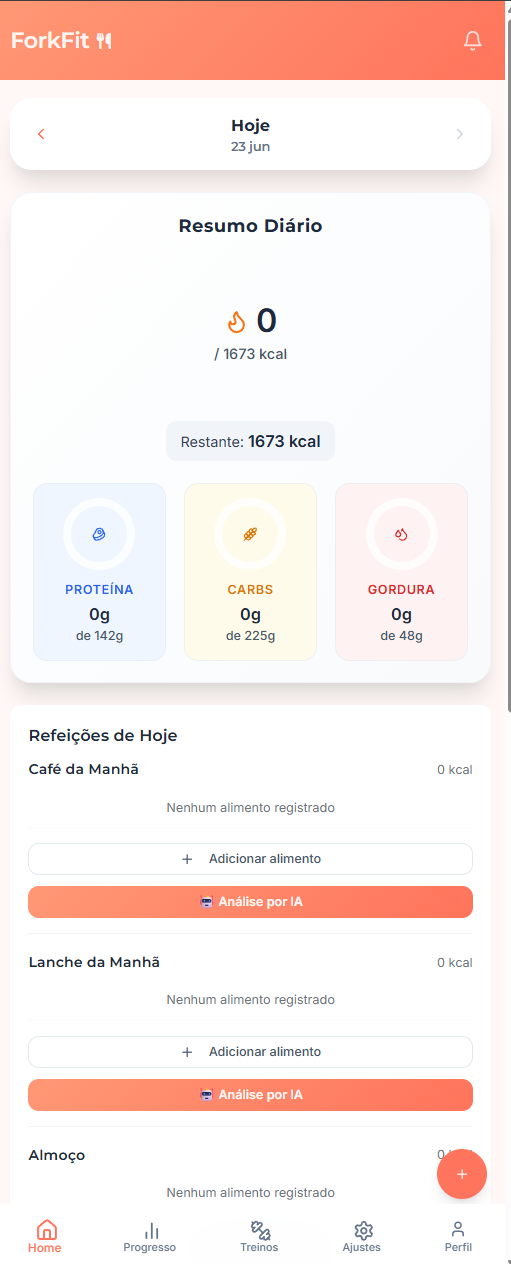 ForkFit
Hoje
23 jun
Resumo Diário
0
/ 1673 kcal
Restante: 1673 kcal
PROTEÍNA
0g
de 142g
CARBS
0g
de 225g
GORDURA
0g
de 48g
Refeições de Hoje
Café da Manhã 0 kcal
Nenhum alimento registrado
+ Adicionar alimento
Análise por IA
Lanche da Manhã 0 kcal
Nenhum alimento registrado
+ Adicionar alimento
Análise por IA
Almoço 0
Nenhum alimento registrado
+
Home
Progresso
Treinos
Ajustes
Perfil